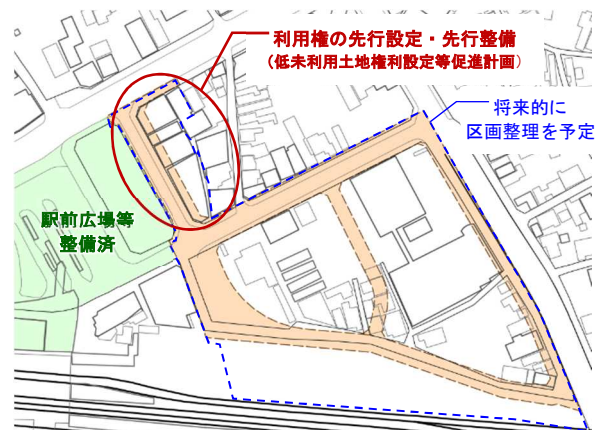 利用権の先行設定・先行整備
（低未利用土地権利設定等促進計画）
将来的に
区画整理を予定
駅前広場等
整備済